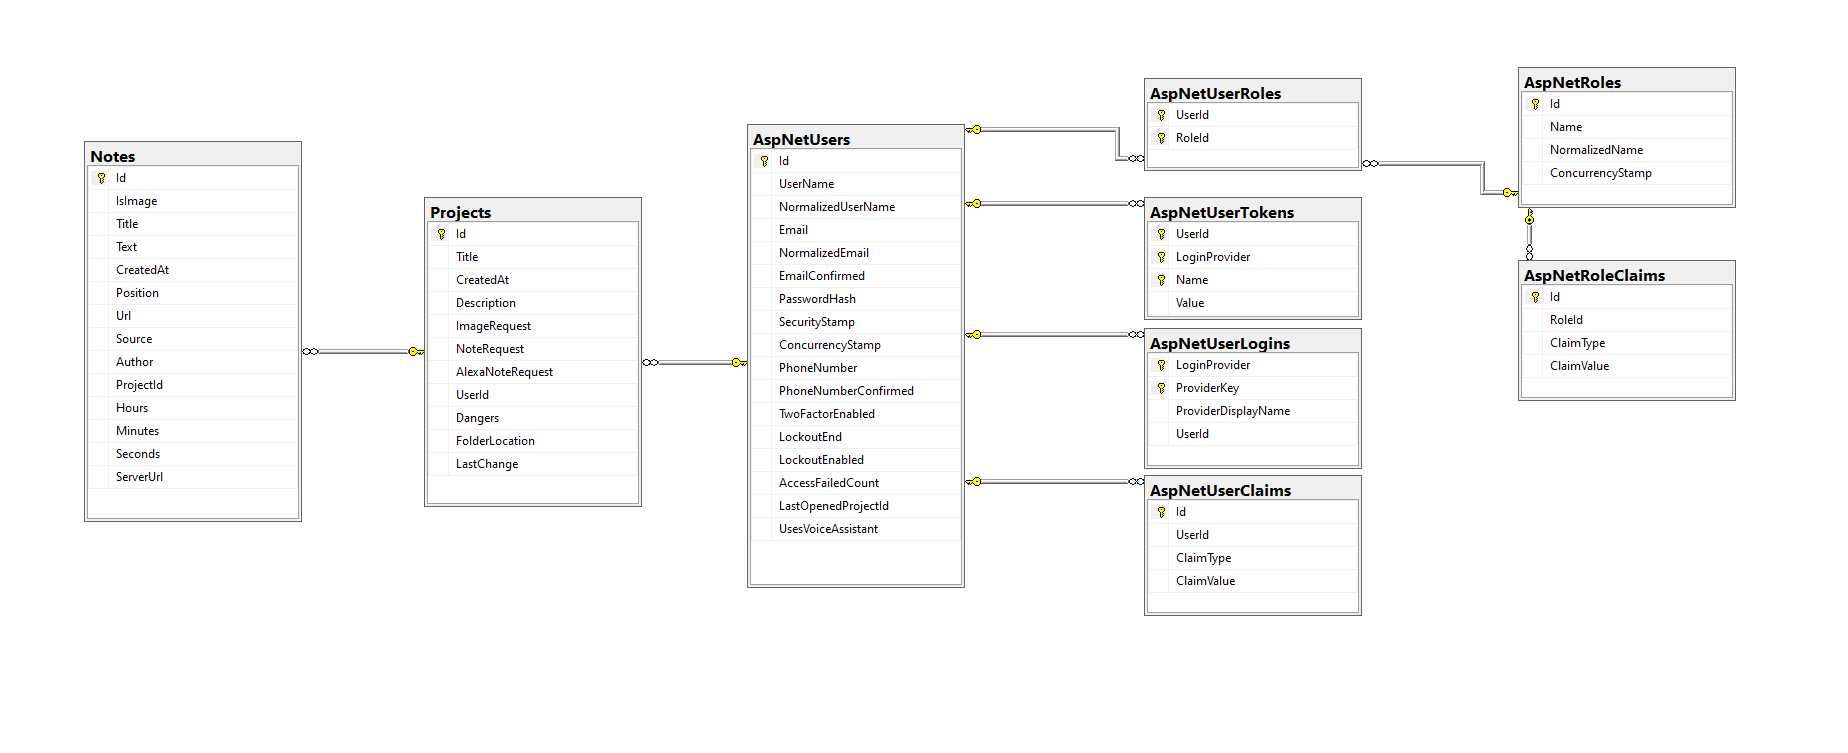 Notes
Id
IsImage
Title
Text
CreatedAt
Position
Url
Source
Author
ProjectId
Hours
Minutes
Seconds
ServerUrl
Projects
Id
Title
CreatedAt
Description
ImageRequest
NoteRequest
AlexaNoteRequest
UserId
Dangers
FolderLocation
LastChange
AspNetUsers
Id
UserName
NormalizedUserName
Email
NormalizedEmail
EmailConfirmed
PasswordHash
SecurityStamp
ConcurrencyStamp
PhoneNumber
PhoneNumberConfirmed
TwoFactorEnabled
LockoutEnd
LockoutEnabled
AccessFailedCount
LastOpenedProjectId
UsesVoiceAssistant
AspNetUserRoles
UserId
RoleId
AspNetUserTokens
UserId
LoginProvider
Name
Value
AspNetUserLogins
LoginProvider
ProviderKey
ProviderDisplayName
UserId
AspNetUserClaims
Id
UserId
ClaimType
ClaimValue
AspNetRoles
Id
Name
NormalizedName
ConcurrencyStamp
AspNetRoleClaims
Id
RoleId
ClaimType
ClaimValue